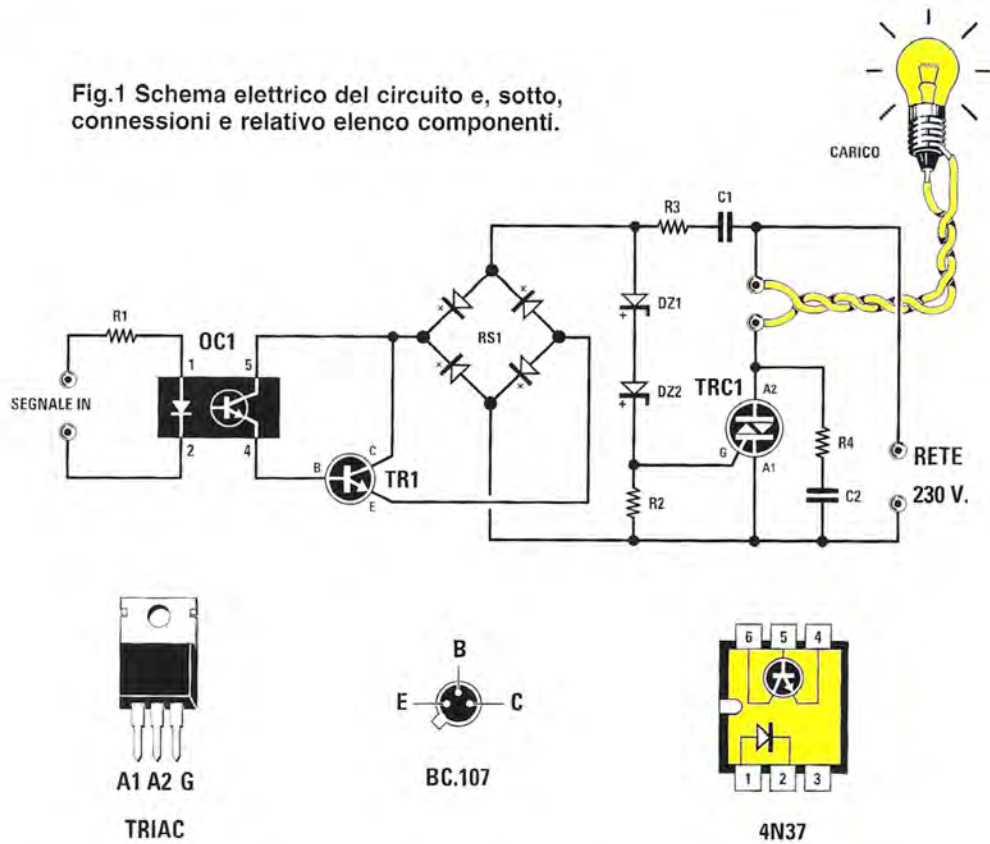 Fig.1 Schema elettrico del circuito e, sotto,
connessioni e relativo elenco componenti.
CARICO
C1
R3
R1
OC1
RS1
DZ1
1
5
SEGNALE IN
DZ2
TRC1
A2
2
4
C
G
R4
RETE
B
TR1
A1
E
R2
C2
230 V.
B
6 5 4
E
C
A1 A2 G
BC.107
1 2 3
TRIAC
4N37